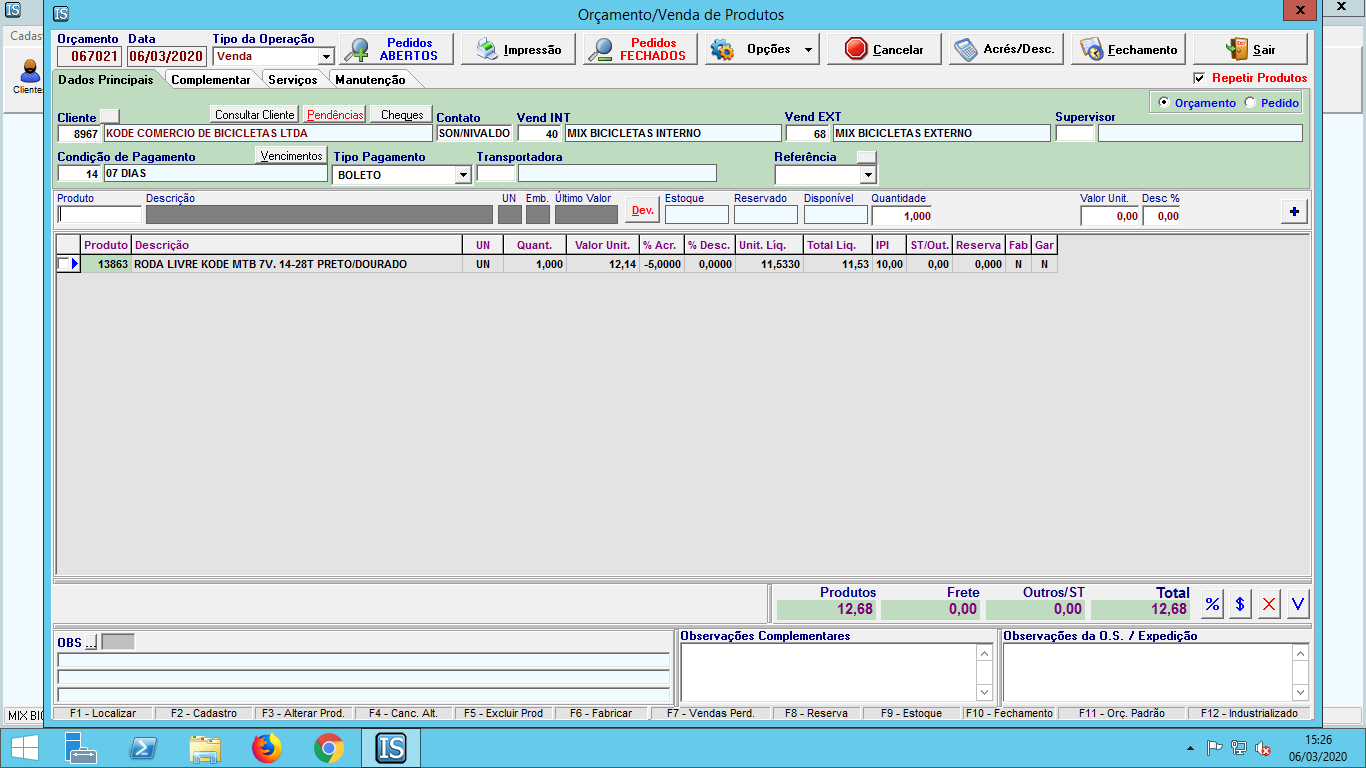 IS
IS Orçamento/Venda de Produtos x
x
Cadas
Cliente
Orçamento Data Tipo da Operação
067021 06/03/2020 Venda
Pedidos ABERTOS
Impressão
Pedidos FECHADOS
Opções
Cancelar
Acrés/Desc.
Fechamento
Sair
Dados Principais Complementar Serviços Manutenção
Repetir Produtos
Orçamento Pedido
Consultar Cliente Pendências Cheques
Cliente Contato Vend INT Vend EXT Supervisor
8967 KODE COMERCIO DE BICICLETAS LTDA SON/NIVALDO 40 MIX BICICLETAS INTERNO 68 MIX BICICLETAS EXTERNO
Condição de Pagamento Vencimentos Tipo Pagamento Transportadora Referência
14 07 DIAS BOLETO
Produto Descrição UN Emb. Último Valor Dev. Estoque Reservado Disponível Quantidade Valor Unit. Desc %
1,000 0,00 0,00 +
Produto Descrição UN Quant. Valor Unit. % Acr. % Desc. Unit. Liq. Total Liq. IPI ST/Out. Reserva Fab Gar
13863 RODA LIVRE KODE MTB 7V. 14-28T PRETO/DOURADO UN 1,000 12,14 -5,0000 0,0000 11,5330 11,53 10,00 0,00 0,000 N N
Produtos Frete Outros/ST Total
12,68 0,00 0,00 12,68 % $ X V
OBS ...
Observações Complementares
Observações da O.S. / Expedição
F1 - Localizar F2 - Cadastro F3 - Alterar Prod. F4 - Canc. Alt. F5 - Excluir Prod F6 - Fabricar F7 - Vendas Perd. F8 - Reserva F9 - Estoque F10 - Fechamento F11 - Orç. Padrão F12 - Industrializado
MIX BIC
IS
15:26
06/03/2020